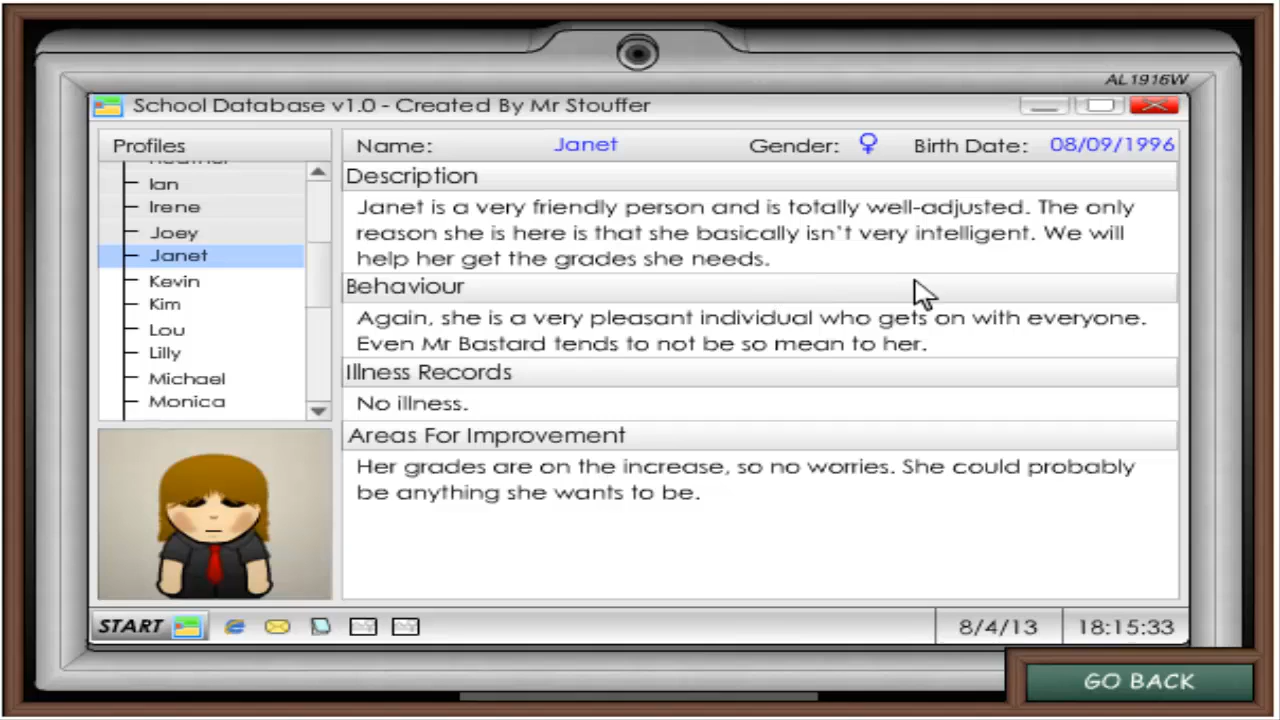 AL1916W
School Database v1.0 - Created By Mr Stouffer
Profiles
Heather
Ian
Irene
Joey
Janet
Kevin
Kim
Lou
Lilly
Michael
Monica
Name: Janet Gender: ♀ Birth Date: 08/09/1996
Description
Janet is a very friendly person and is totally well-adjusted. The only
reason she is here is that she basically isn't very intelligent. We will
help her get the grades she needs.
Behaviour
Again, she is a very pleasant individual who gets on with everyone.
Even Mr Bastard tends to not be so mean to her.
Illness Records
No illness.
Areas For Improvement
Her grades are on the increase, so no worries. She could probably
be anything she wants to be.
START
8/4/13
18:15:33
GO BACK